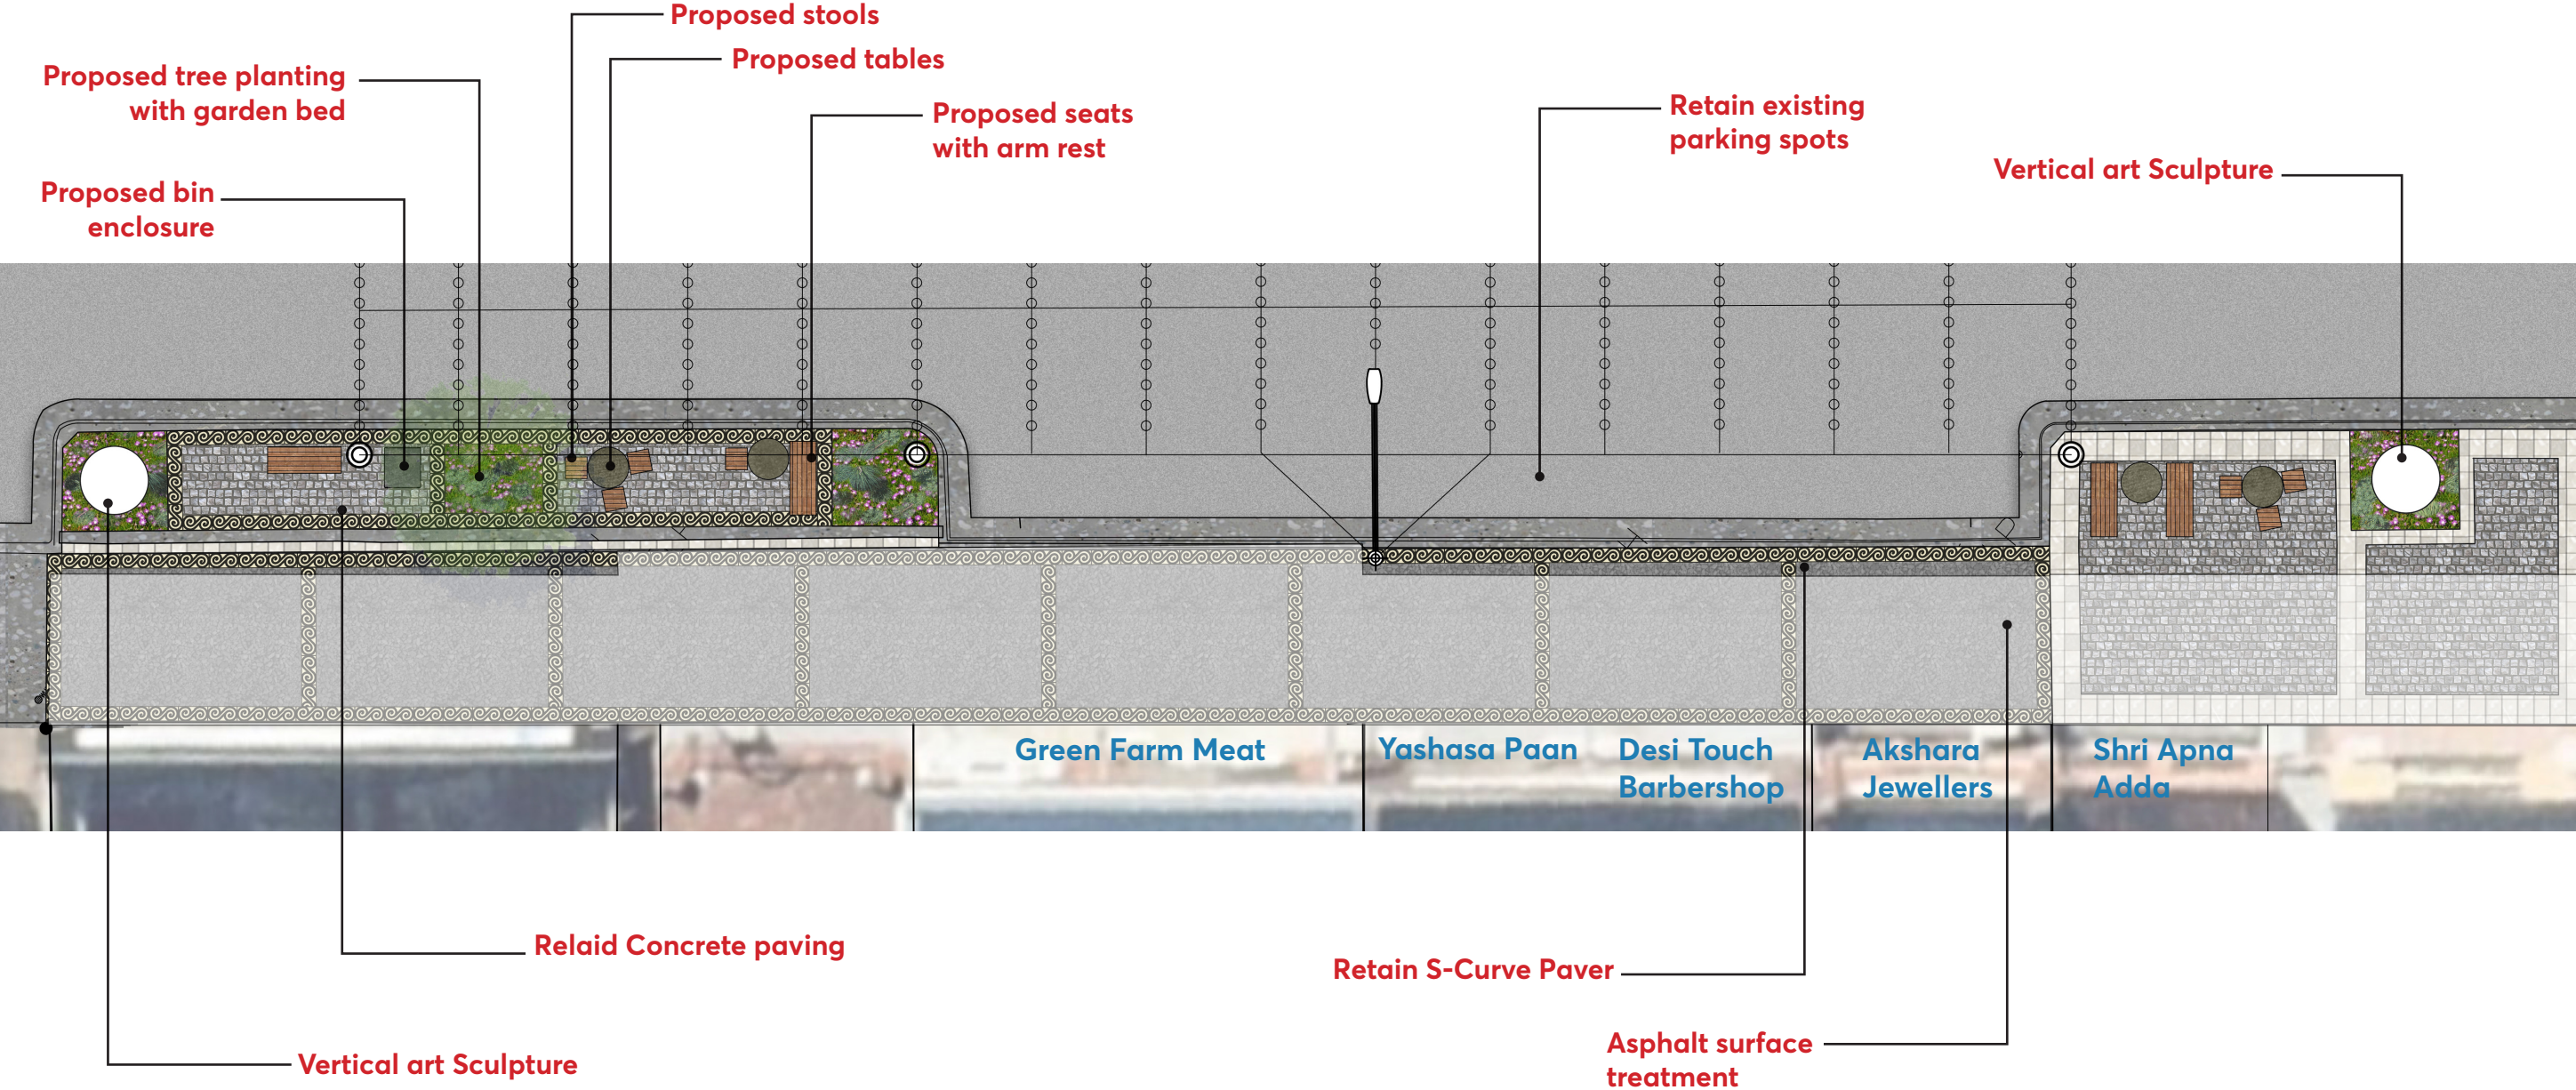 Proposed stools
Proposed tables
Proposed tree planting
with garden bed
Proposed seats
with arm rest
Retain existing
parking spots
Vertical art Sculpture
Proposed bin
enclosure
Green Farm Meat
Yashasa Paan
Desi Touch
Barbershop
Akshara
Jewellers
Shri Apna
Adda
Relaid Concrete paving
Retain S-Curve Paver
Asphalt surface
treatment
Vertical art Sculpture